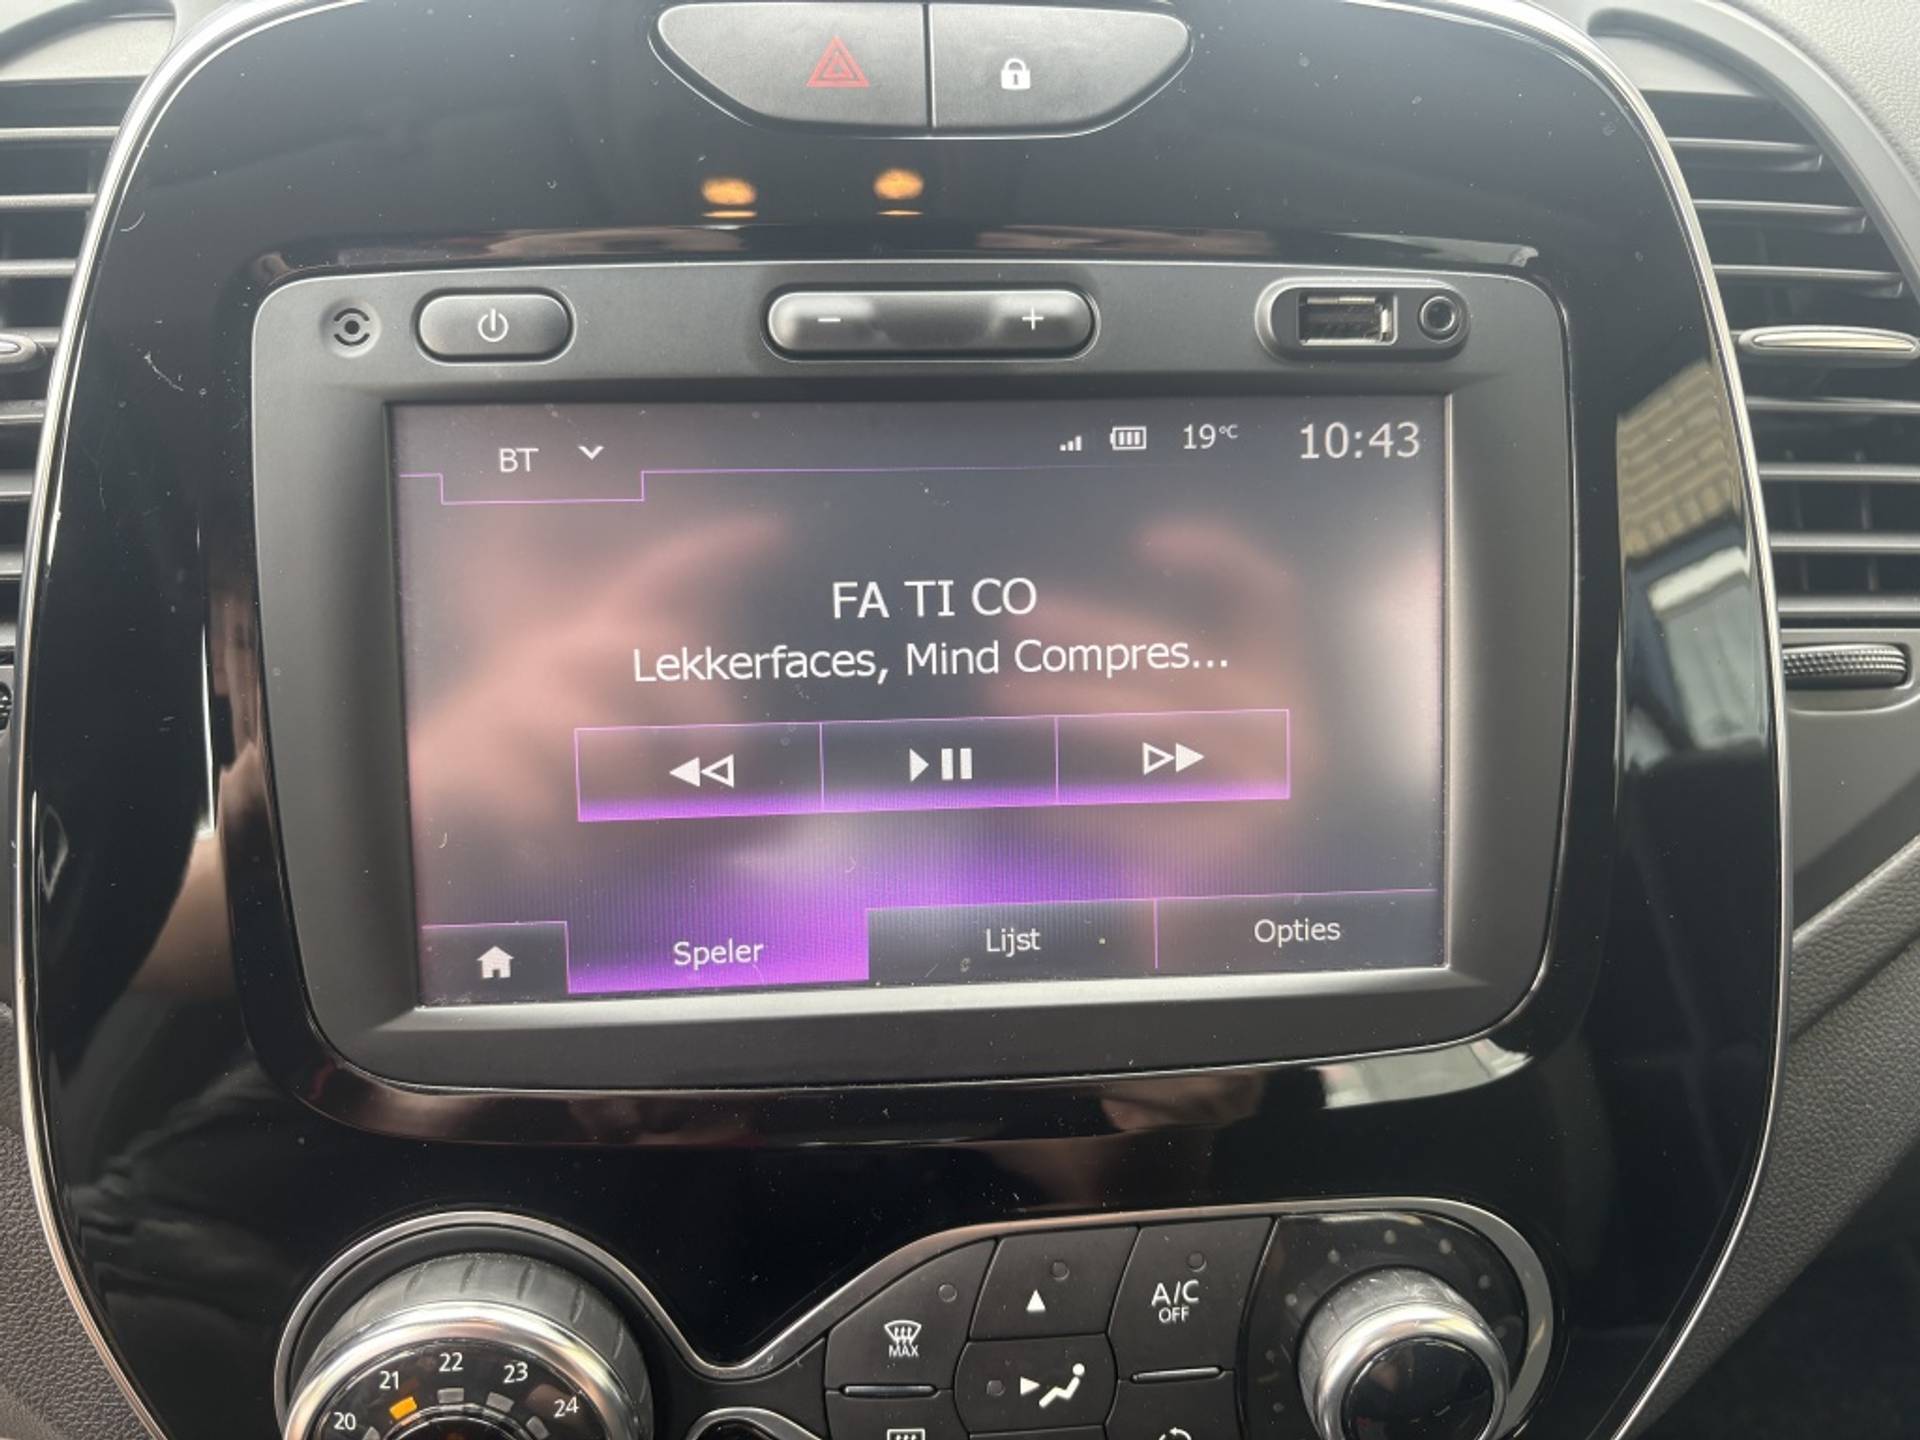 BT 19°C 10:43
FA TI CO
Lekkerfaces, Mind Compres...
Speler Lijst Opties
MAX
A/C
OFF
20 21 22 23 24